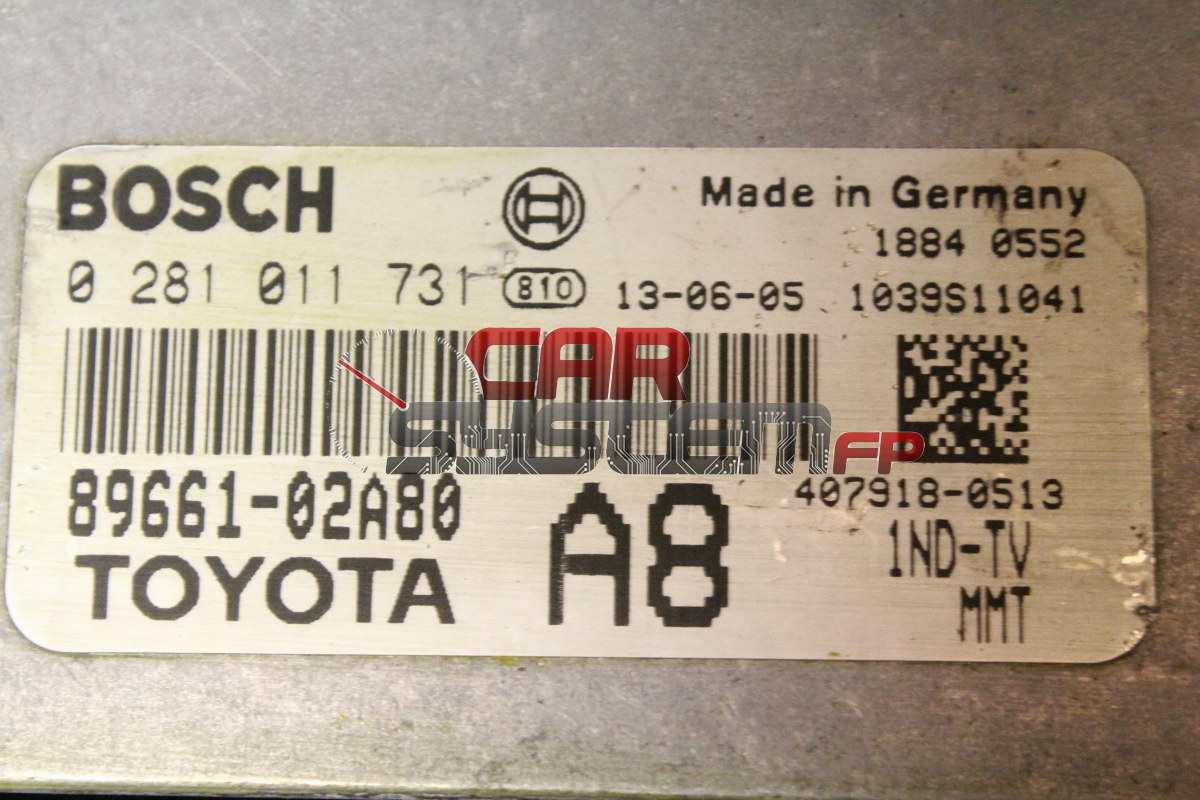 BOSCH
Made in Germany
1884 0552
0 281 011 731 810 13-06-05 1039S11041
CAR
SYSTEM FP
89661-02A80
A8
407918-0513
TOYOTA
1ND-TV
MMT